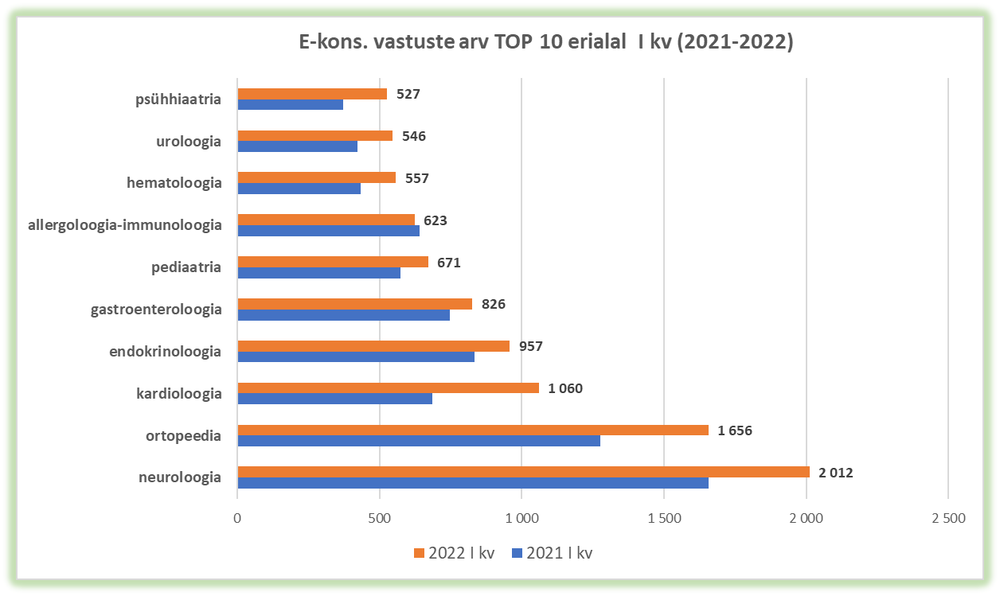 E-kons. vastuste arv TOP 10 erialal I kv (2021-2022)
psühhiaatria 527
uroloogia 546
hematoloogia 557
allergoloogia-immunoloogia 623
pediaatria 671
gastroenteroloogia 826
endokrinoloogia 957
kardioloogia 1 060
ortopeedia 1 656
neuroloogia 2 012
0 500 1 000 1 500 2 000 2 500
2022 I kv 2021 I kv